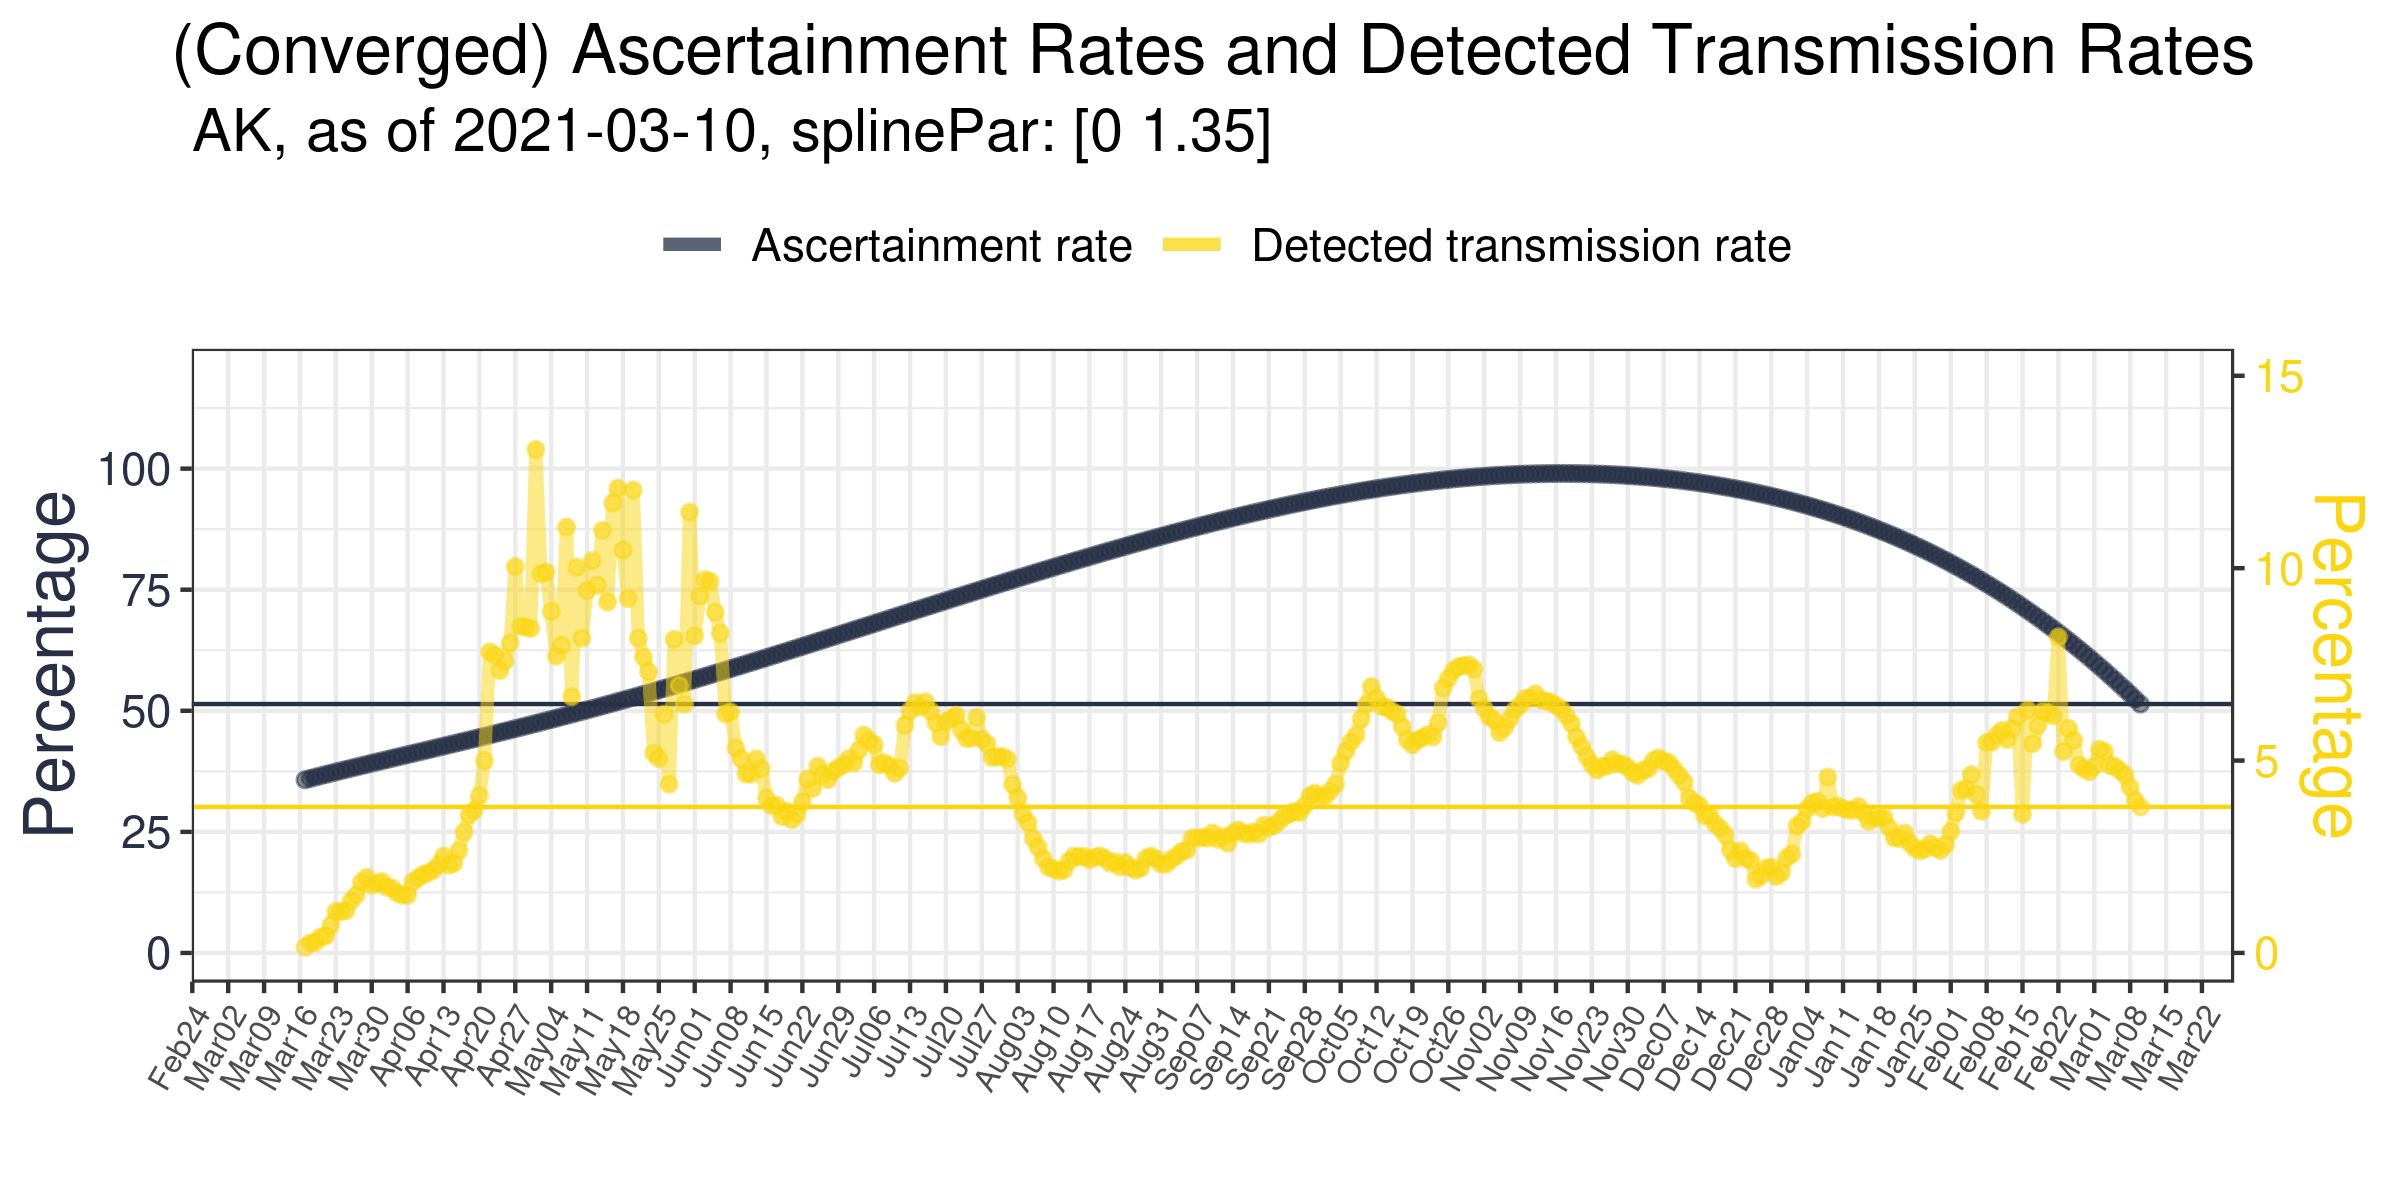 (Converged) Ascertainment Rates and Detected Transmission Rates
AK, as of 2021-03-10, splinePar: [0 1.35]
Ascertainment rate
Detected transmission rate
Percentage
100
75
50
25
0
15
10
5
0
Percentage
Feb24
Mar02
Mar09
Mar16
Mar23
Mar30
Apr06
Apr13
Apr20
Apr27
May04
May11
May18
May25
Jun01
Jun08
Jun15
Jun22
Jun29
Jul06
Jul13
Jul20
Jul27
Aug03
Aug10
Aug17
Aug24
Aug31
Sep07
Sep14
Sep21
Sep28
Oct05
Oct12
Oct19
Oct26
Nov02
Nov09
Nov16
Nov23
Nov30
Dec07
Dec14
Dec21
Dec28
Jan04
Jan11
Jan18
Jan25
Feb01
Feb08
Feb15
Feb22
Mar01
Mar08
Mar15
Mar22